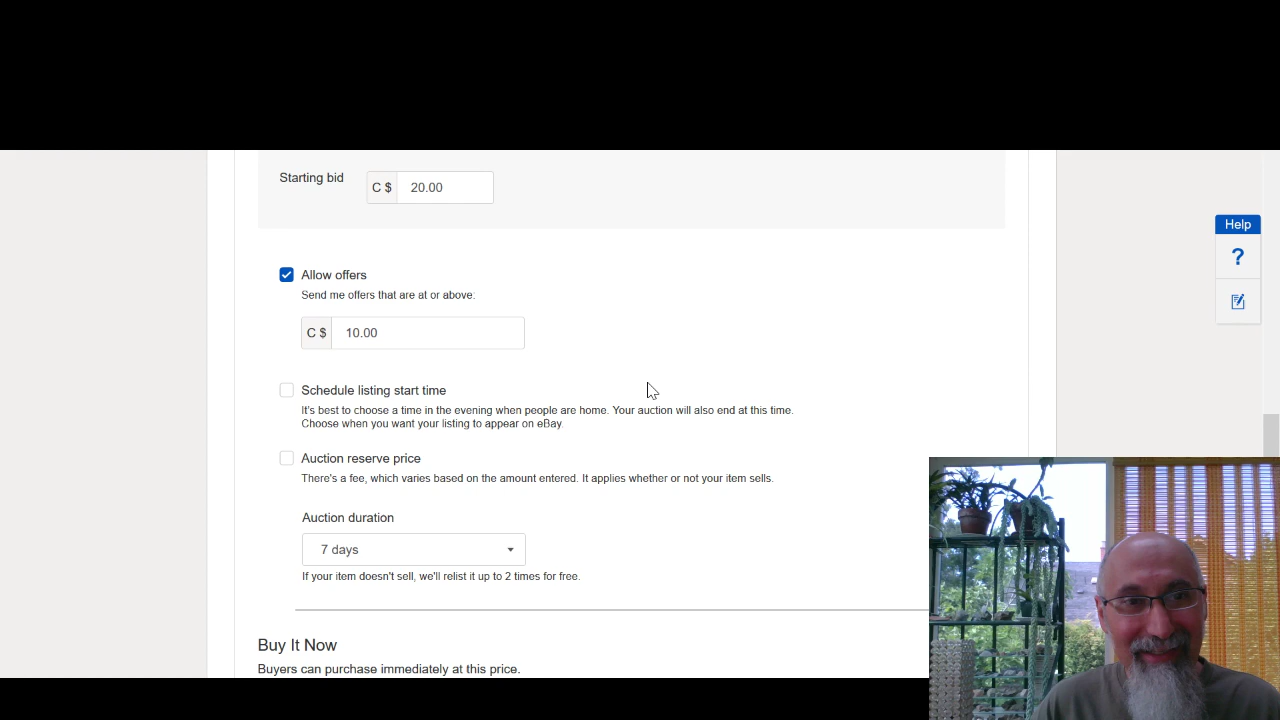 Starting bid
C $ 20.00
Help
?
Allow offers
Send me offers that are at or above:
C $ 10.00
Schedule listing start time
It's best to choose a time in the evening when people are home. Your auction will also end at this time.
Choose when you want your listing to appear on eBay.
Auction reserve price
There's a fee, which varies based on the amount entered. It applies whether or not your item sells.
Auction duration
7 days
If your item doesn't sell, we'll relist it up to 2 times for free.
Buy It Now
Buyers can purchase immediately at this price.